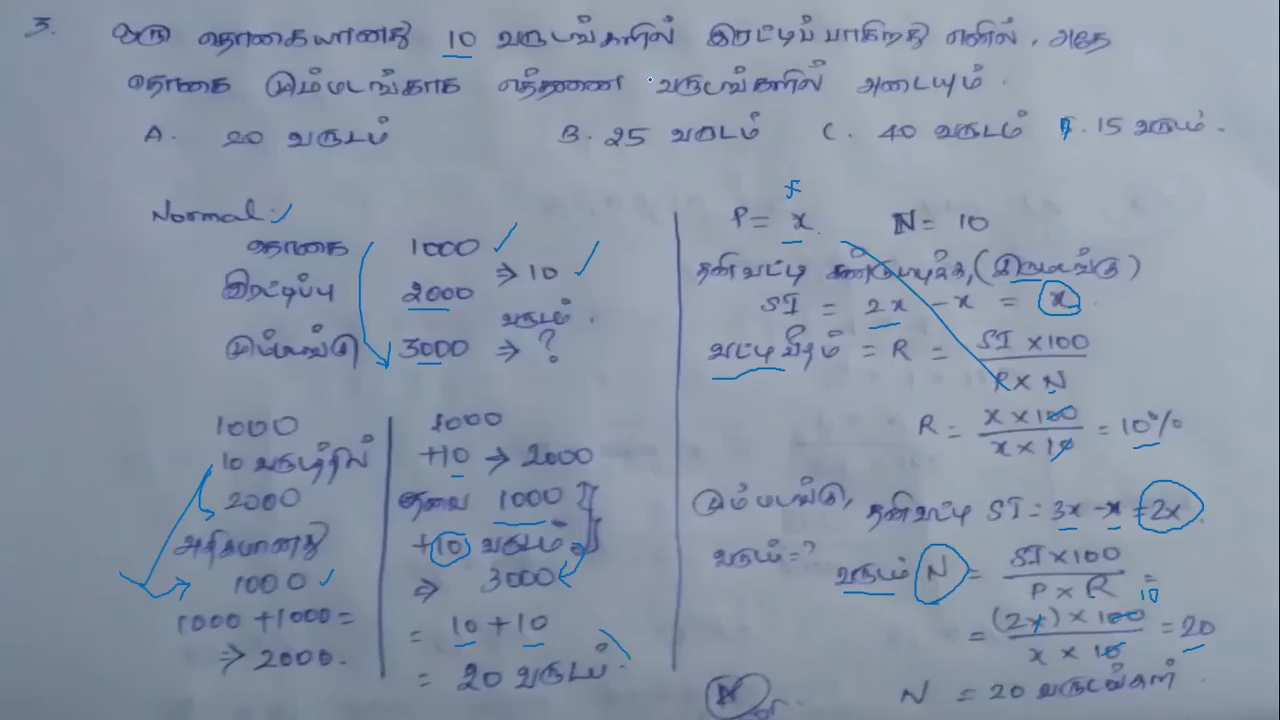 3. ஒரு தொகையானது 10 வருடங்களில் இரட்டிப்பாகிறது எனில், அதே
தொகை மும்மடங்காக எத்தனை வருடங்களில் அடையும்.
A. 20 வருடம் B. 25 வருடம் C. 40 வருடம் D. 15 வருடம்.
Normal:
தொகை 1000
⇒ 10
இரட்டிப்பு 2000
வருடம்.
மும்மடங்கு 3000 ⇒ ?
1000
10 வருடத்தில்
2000
அதிகமானது
1000
1000 + 1000 =
⇒ 2000.
1000
+10 → 2000
தேவை 1000
+10 வருடம்
⇒ 3000
= 10 + 10
= 20 வருடம்.
P = x. N = 10
தனிவட்டி கண்டுபிடிக்க, (இருமடங்கு)
SI = 2x - x = x.
வட்டிவீதம் = R = SI × 100
P × N
R = x × 100 = 10%
x × 10
மும்மடங்கு, தனிவட்டி SI = 3x - x = 2x.
வருடம் = ?
வருடம் N = SI × 100
P × R =
10
= (2x) × 100 = 20
x × 10
N = 20 வருடங்கள்.